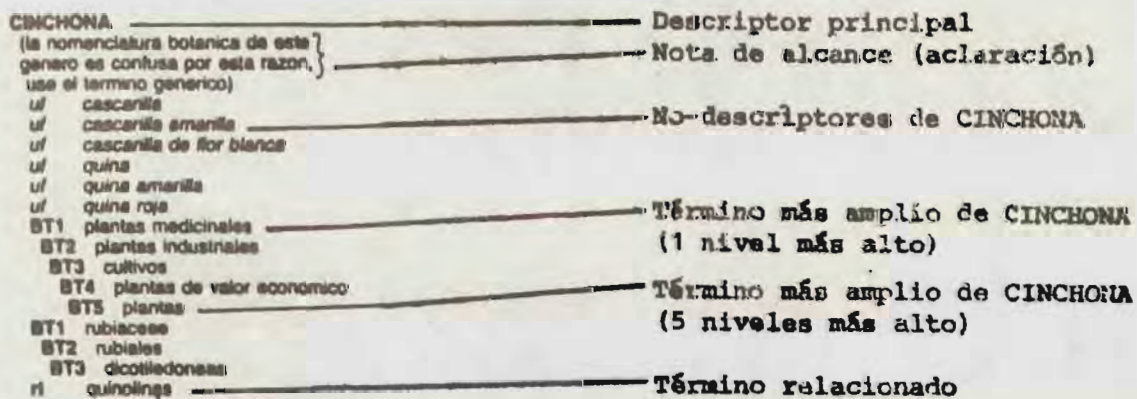 CINCHONA Descriptor principal
(la nomenclatura botanica de este
genero es confusa por esta razon, Nota de alcance (aclaración)
use el termino generico)
uf cascarilla
uf cascarilla amarilla No-descriptores de CINCHONA
uf cascarilla de flor blanca
uf quina
uf quina amarilla
uf quina roja
BT1 plantas medicinales Término más amplio de CINCHONA
BT2 plantas industriales (1 nivel más alto)
BT3 cultivos
BT4 plantas de valor economico Término más amplio de CINCHONA
BT5 plantas (5 niveles más alto)
BT1 rubiaceae
BT2 rubiales
BT3 dicotiledoneas
rt quinolinas Término relacionado